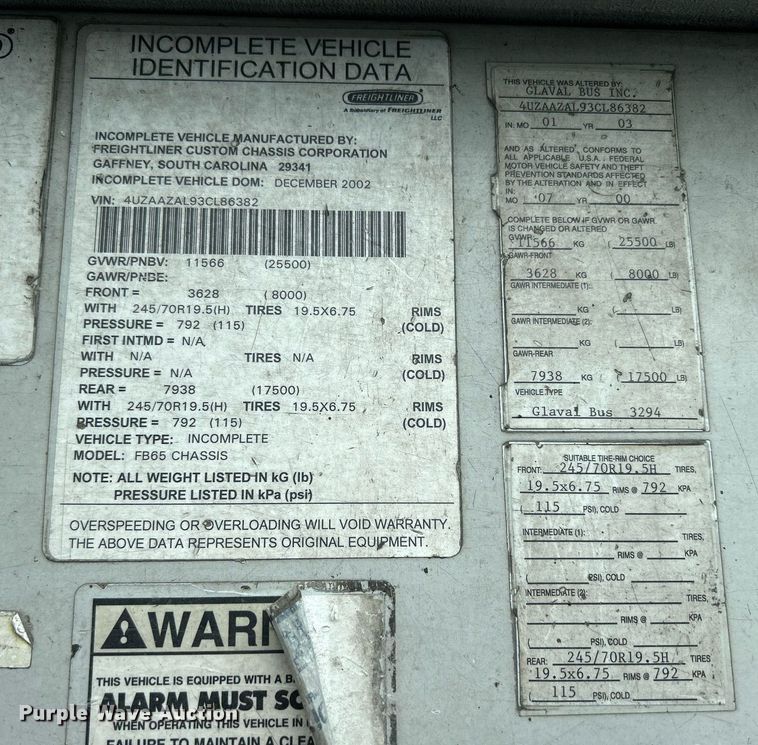 INCOMPLETE VEHICLE
IDENTIFICATION DATA
FREIGHTLINER
A Subsidiary of FREIGHTLINER
LLC
INCOMPLETE VEHICLE MANUFACTURED BY:
FREIGHTLINER CUSTOM CHASSIS CORPORATION
GAFFNEY, SOUTH CAROLINA 29341
INCOMPLETE VEHICLE DOM: DECEMBER 2002
VIN: 4UZAAZAL93CL86382
GVWR/PNBV: 11566 (25500)
GAWR/PNBE:
FRONT = 3628 (8000)
WITH 245/70R19.5(H) TIRES 19.5X6.75 RIMS
PRESSURE = 792 (115) (COLD)
FIRST INTMD = N/A
WITH N/A TIRES N/A RIMS
PRESSURE = N/A (COLD)
REAR = 7938 (17500)
WITH 245/70R19.5(H) TIRES 19.5X6.75 RIMS
PRESSURE = 792 (115) (COLD)
VEHICLE TYPE: INCOMPLETE
MODEL: FB65 CHASSIS
NOTE: ALL WEIGHT LISTED IN kG (lb)
PRESSURE LISTED IN kPa (psi)
OVERSPEEDING OR OVERLOADING WILL VOID WARRANTY.
THE ABOVE DATA REPRESENTS ORIGINAL EQUIPMENT.
THIS VEHICLE WAS ALTERED BY:
GLAVAL BUS INC.
4UZAAZAL93CL86382
IN: MO 01 YR 03
AND AS ALTERED, CONFORMS TO
ALL APPLICABLE U.S.A. FEDERAL
MOTOR VEHICLE SAFETY AND THEFT
PREVENTION STANDARDS AFFECTED
BY THE ALTERATION AND IN EFFECT
IN:
MO 07 YR 00
COMPLETE BELOW IF GVWR OR GAWR
IS CHANGED OR ALTERED
GVWR:
11566 KG ( 25500 LB)
GAWR-FRONT
3628 KG ( 8000 LB)
GAWR INTERMEDIATE (1):
KG ( LB)
GAWR INTERMEDIATE (2):
KG ( LB)
GAWR-REAR
7938 KG ( 17500 LB)
VEHICLE TYPE
Glaval Bus 3294
SUITABLE TIRE-RIM CHOICE
FRONT: 245/70R19.5H TIRES,
19.5x6.75 RIMS @ 792 KPA
( 115 PSI), COLD
INTERMEDIATE (1): TIRES,
RIMS @ KPA
( PSI), COLD
INTERMEDIATE (2):
TIRES,
RIMS @ KPA
( PSI), COLD
REAR: 245/70R19.5H TIRES
19.5x6.75 RIMS @ 792 KPA
( 115 PSI), COLD
WARN
THIS VEHICLE IS EQUIPPED WITH A B
ALARM MUST SO
WHEN OPERATING THIS VEHICLE IN
FAILURE TO MAINTAIN A CLEA
Purple Wave Auction